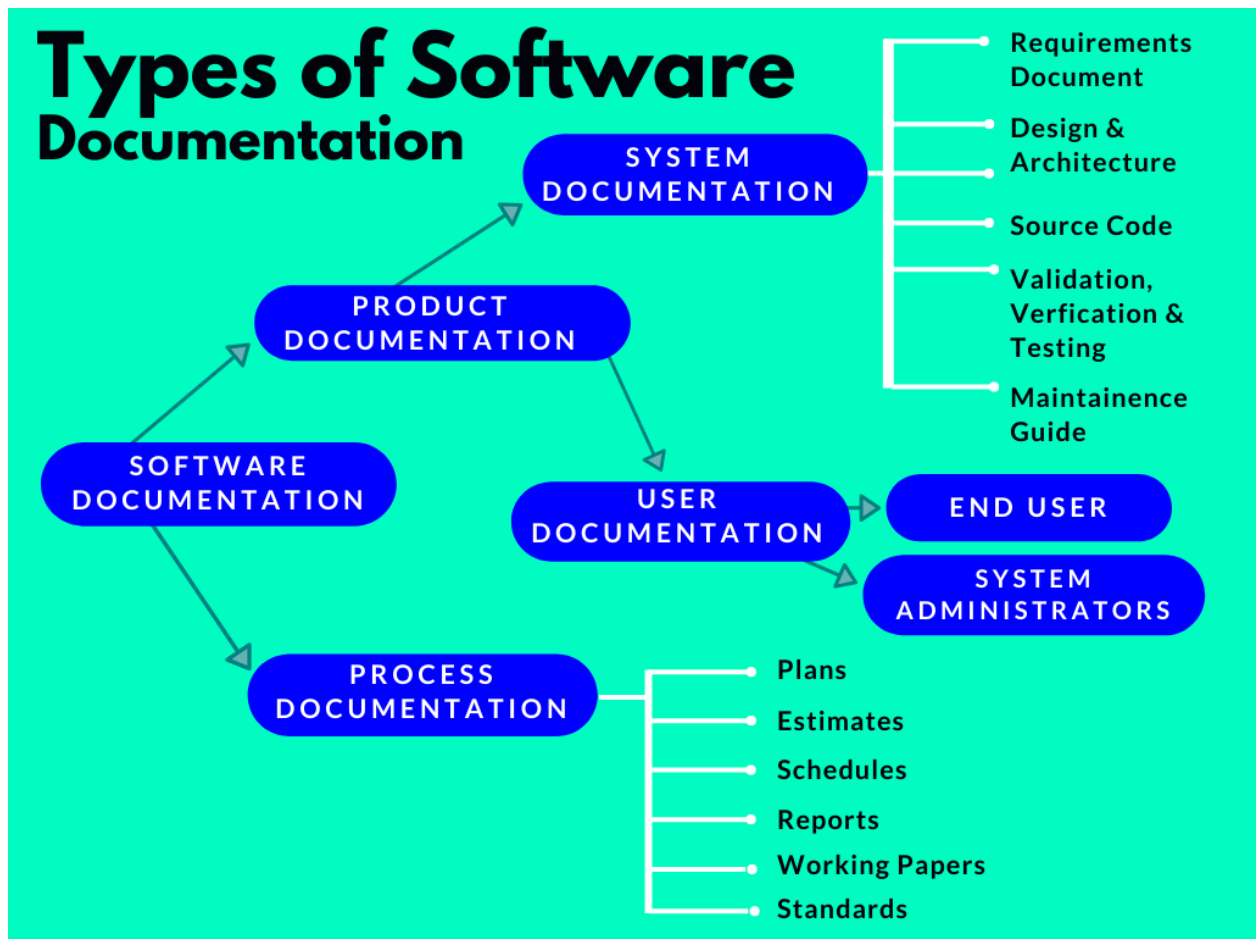 Types of Software
Documentation
SYSTEM
DOCUMENTATION
Requirements
Document
Design &
Architecture
Source Code
Validation,
Verfication &
Testing
Maintainence
Guide
PRODUCT
DOCUMENTATION
SOFTWARE
DOCUMENTATION
USER
DOCUMENTATION
END USER
SYSTEM
ADMINISTRATORS
PROCESS
DOCUMENTATION
Plans
Estimates
Schedules
Reports
Working Papers
Standards